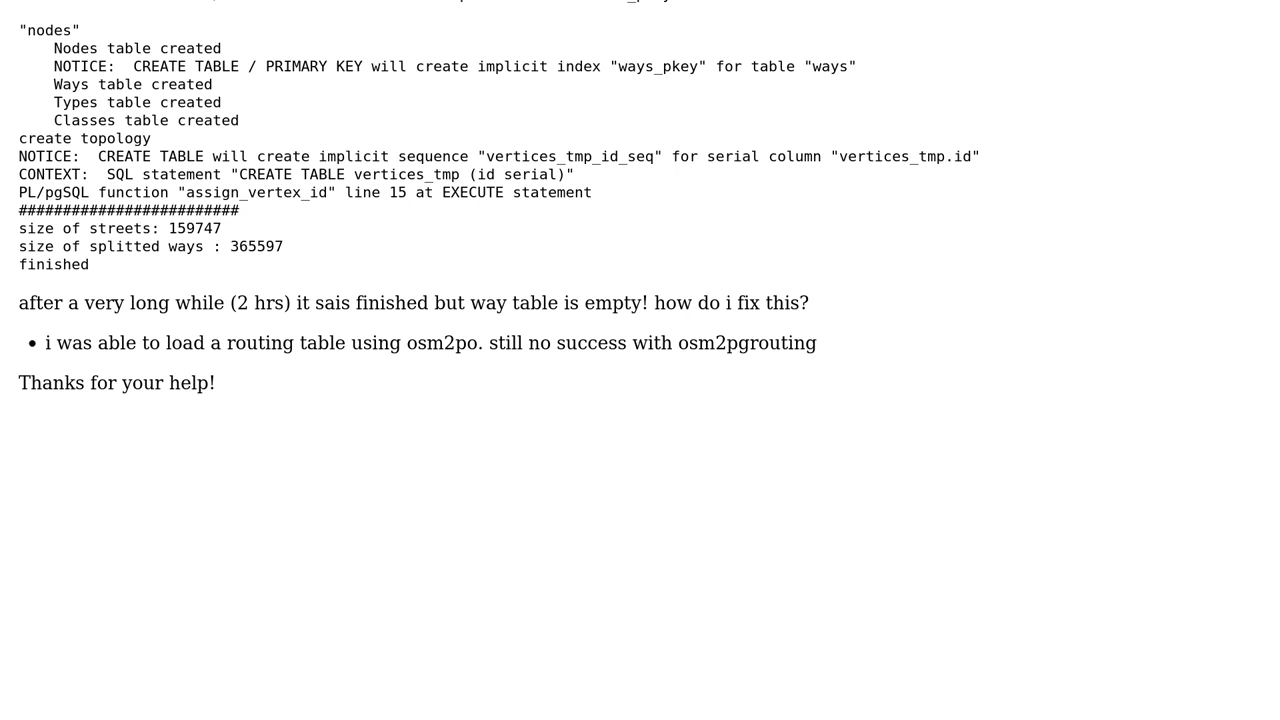 "nodes"
Nodes table created
NOTICE:  CREATE TABLE / PRIMARY KEY will create implicit index "ways_pkey" for table "ways"
Ways table created
Types table created
Classes table created
create topology
NOTICE:  CREATE TABLE will create implicit sequence "vertices_tmp_id_seq" for serial column "vertices_tmp.id"
CONTEXT:  SQL statement "CREATE TABLE vertices_tmp (id serial)"
PL/pgSQL function "assign_vertex_id" line 15 at EXECUTE statement
#########################
size of streets: 159747
size of splitted ways : 365597
finished
after a very long while (2 hrs) it sais finished but way table is empty! how do i fix this?
• i was able to load a routing table using osm2po. still no success with osm2pgrouting
Thanks for your help!